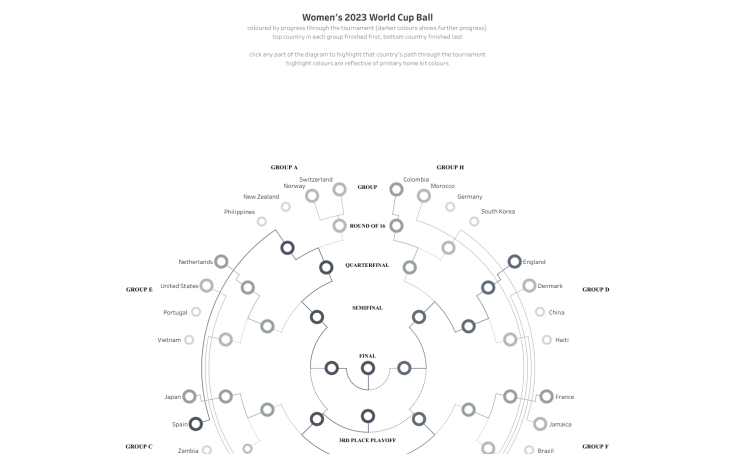 Women's 2023 World Cup Ball
coloured by progress through the tournament (darker colours shows further progress)
top country in each group finished first; bottom country finished last
click any part of the diagram to highlight that country's path through the tournament
highlight colours are reflective of primary home kit colours
GROUP A
GROUP H
Switzerland
Norway
GROUP
Colombia
Morocco
New Zealand
Germany
Philippines
South Korea
ROUND OF 16
Netherlands
QUARTERFINAL
England
GROUP E
United States
Denmark
GROUP D
Portugal
SEMIFINAL
China
Vietnam
Haiti
FINAL
Japan
France
Spain
Jamaica
3RD PLACE PLAYOFF
GROUP C
Zambia
Brazil
GROUP F